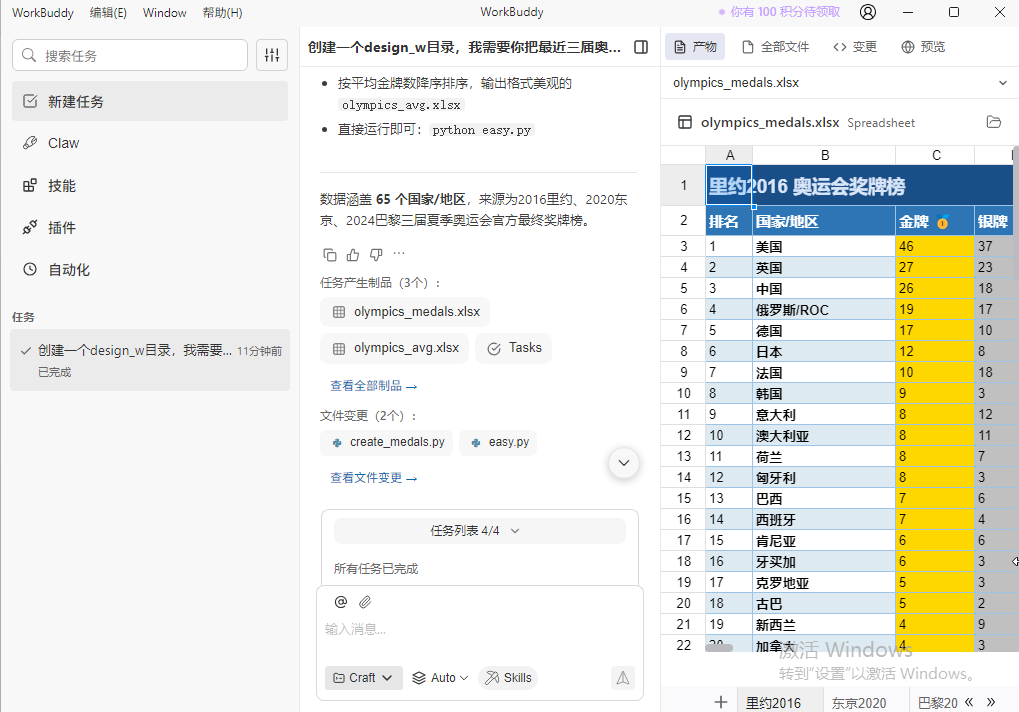 WorkBuddy 编辑(E) Window 帮助(H)
WorkBuddy
你有 100 积分待领取
搜索任务
新建任务
Claw
技能
插件
自动化
任务
创建一个design_w目录，我需要... 11分钟前
已完成
创建一个design_w目录，我需要你把最近三届奥...
按平均金牌数降序排序，输出格式美观的
olympics_avg.xlsx
直接运行即可：python easy.py
数据涵盖 65 个国家/地区，来源为2016里约、2020东
京、2024巴黎三届夏季奥运会官方最终奖牌榜。
任务产生制品（3个）：
olympics_medals.xlsx
olympics_avg.xlsx
Tasks
查看全部制品 →
文件变更（2个）：
create_medals.py
easy.py
查看文件变更 →
任务列表 4/4
所有任务已完成
@
输入消息...
Craft
Auto
Skills
产物
全部文件
变更
预览
olympics_medals.xlsx
olympics_medals.xlsx Spreadsheet
A B C
1 里约2016 奥运会奖牌榜
2 排名 国家/地区 金牌 🥇 银牌
3 1 美国 46 37
4 2 英国 27 23
5 3 中国 26 18
6 4 俄罗斯/ROC 19 17
7 5 德国 17 10
8 6 日本 12 8
9 7 法国 10 18
10 8 韩国 9 3
11 9 意大利 8 12
12 10 澳大利亚 8 11
13 11 荷兰 8 7
14 12 匈牙利 8 3
15 13 巴西 7 6
16 14 西班牙 7 4
17 15 肯尼亚 6 6
18 16 牙买加 6 3
19 17 克罗地亚 5 3
20 18 古巴 5 2
21 19 新西兰 4 9
22 20 加拿大 4 3
激活 Windows
转到“设置”以激活 Windows。
里约2016
东京2020
巴黎20